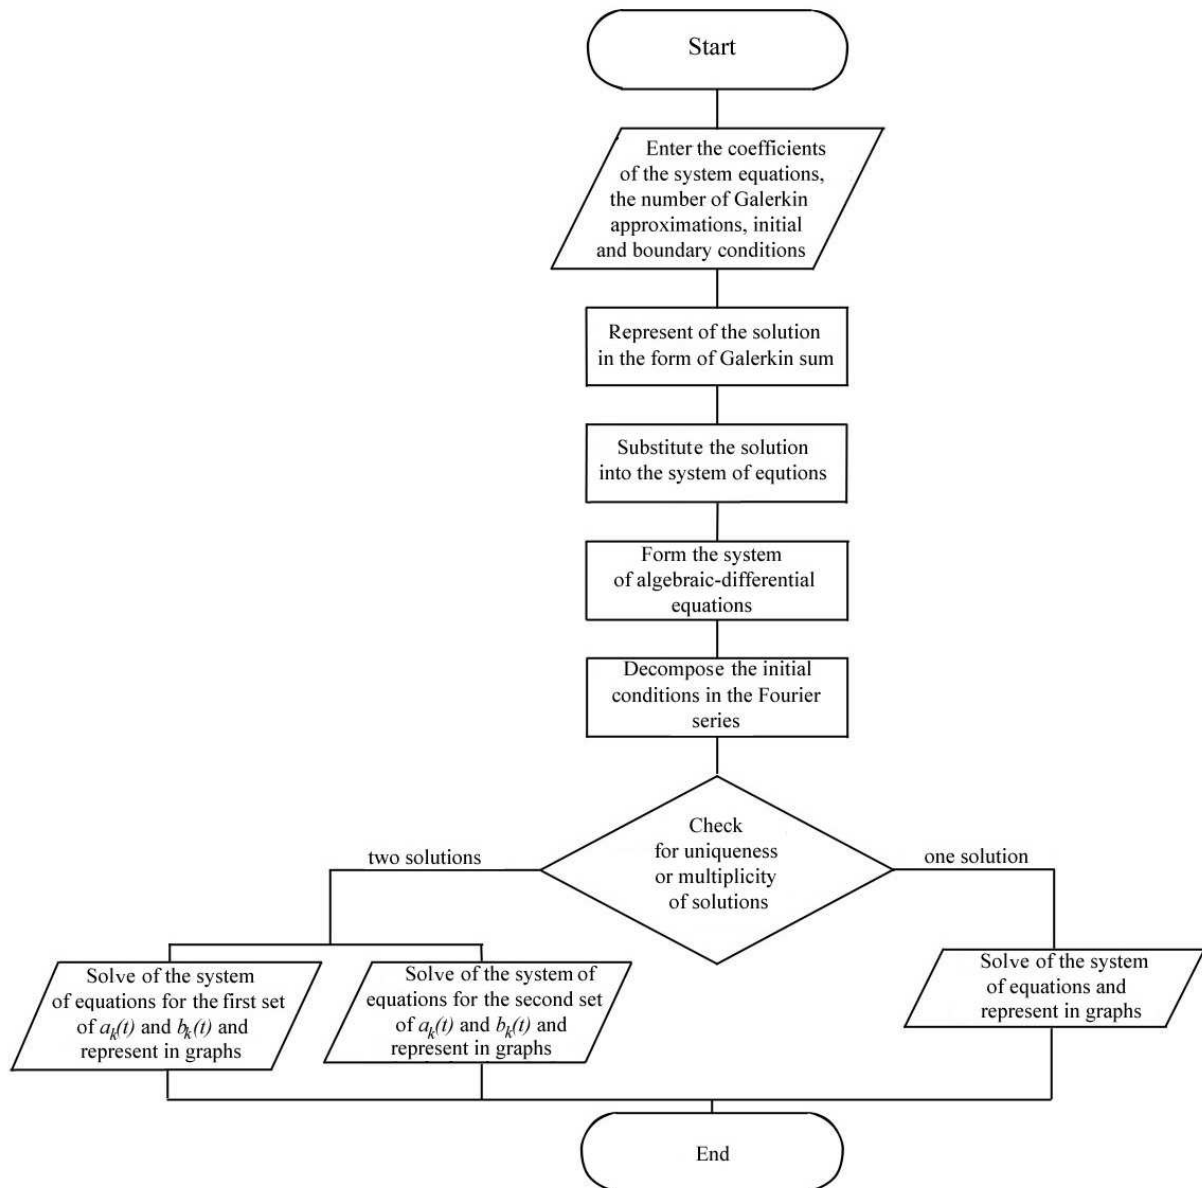 Start
Enter the coefficients
of the system equations,
the number of Galerkin
approximations, initial
and boundary conditions
Represent of the solution
in the form of Galerkin sum
Substitute the solution
into the system of equtions
Form the system
of algebraic-differential
equations
Decompose the initial
conditions in the Fourier
series
Check
for uniqueness
or multiplicity
of solutions
two solutions
one solution
Solve of the system
of equations for the first set
of a_k(t) and b_k(t) and
represent in graphs
Solve of the system of
equations for the second set
of a_k(t) and b_k(t) and
represent in graphs
Solve of the system
of equations and
represent in graphs
End